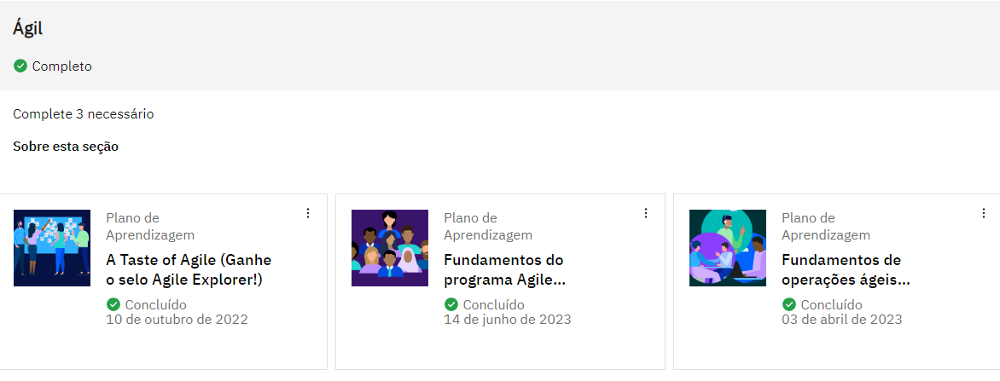 Ágil
Completo
Complete 3 necessário
Sobre esta seção
Plano de
Aprendizagem
A Taste of Agile (Ganhe
o selo Agile Explorer!)
Concluído
10 de outubro de 2022
Plano de
Aprendizagem
Fundamentos do
programa Agile...
Concluído
14 de junho de 2023
Plano de
Aprendizagem
Fundamentos de
operações ágeis...
Concluído
03 de abril de 2023